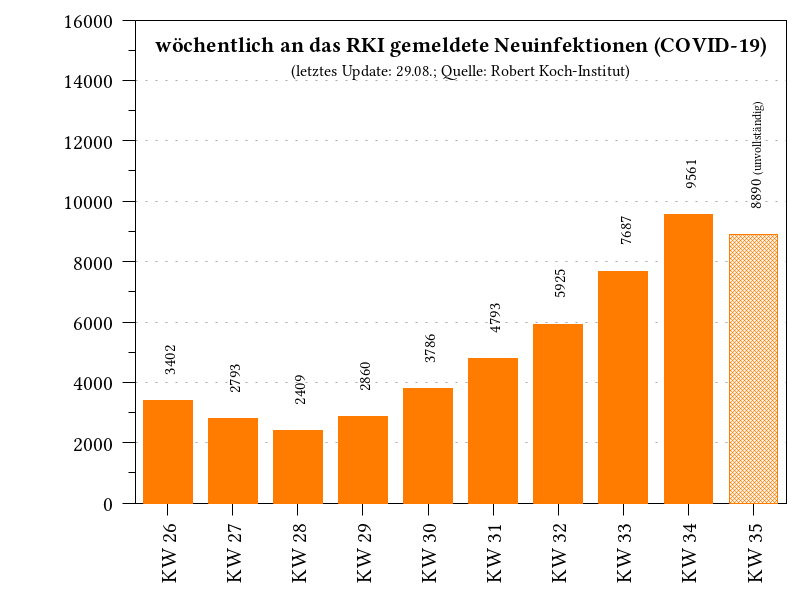 wöchentlich an das RKI gemeldete Neuinfektionen (COVID-19)
(letztes Update: 29.08.; Quelle: Robert Koch-Institut)
16000
14000
12000
10000
8000
6000
4000
2000
0
3402
2793
2409
2860
3786
4793
5925
7687
9561
8890 (unvollständig)
KW 26
KW 27
KW 28
KW 29
KW 30
KW 31
KW 32
KW 33
KW 34
KW 35